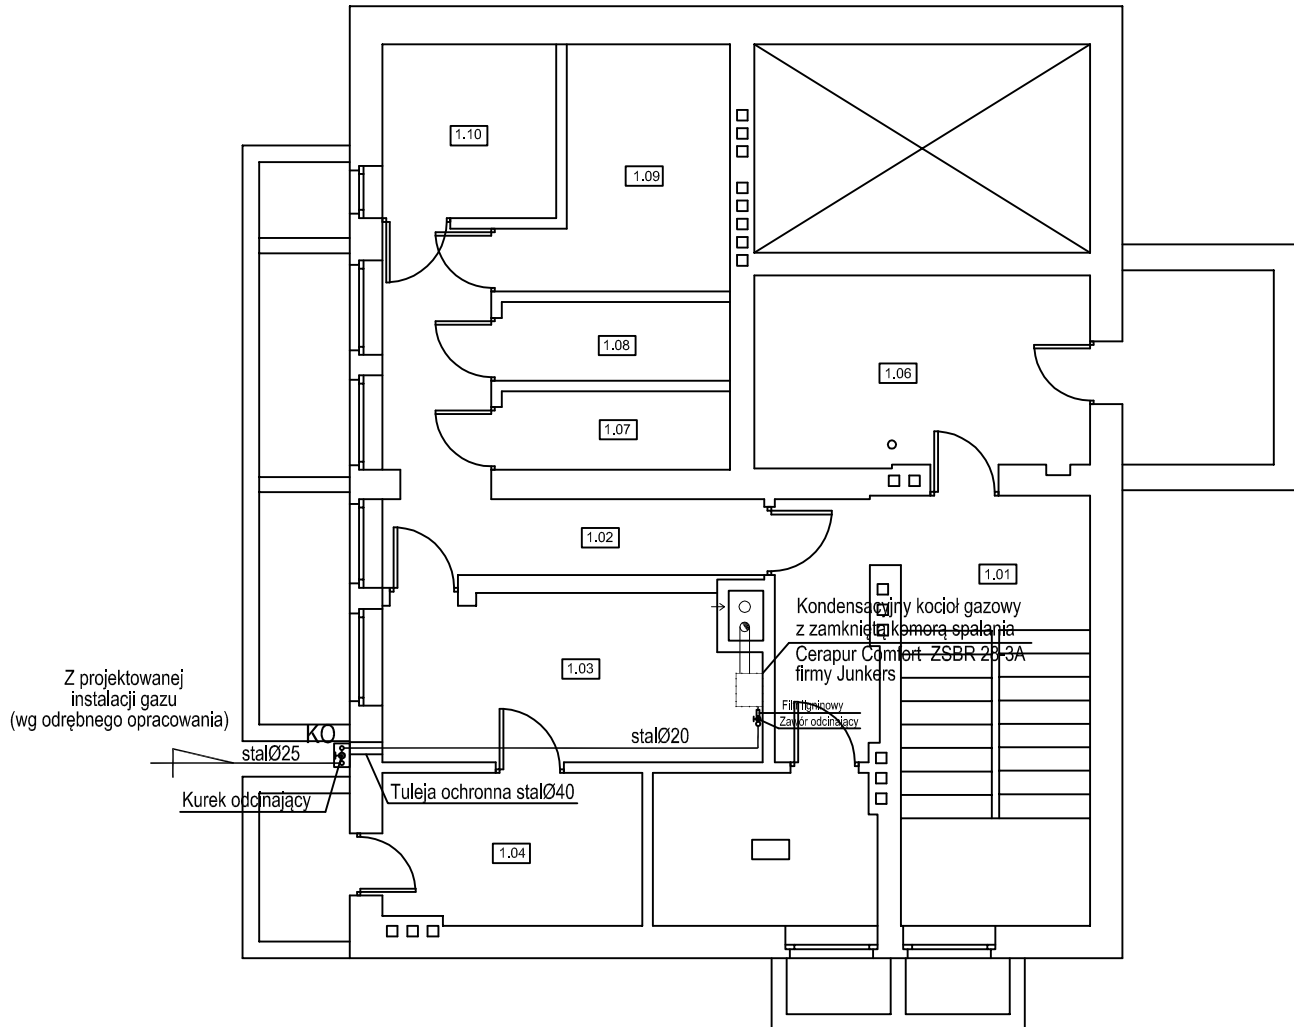 1.10
1.09
1.08
1.06
1.07
1.02
1.01
Kondensacyjny kocioł gazowy
z zamkniętą komorą spalania
Cerapur Comfort ZSBR 28-3A
firmy Junkers
1.03
Z projektowanej
instalacji gazu
(wg odrębnego opracowania)
Filtr ligninowy
Zawór odcinający
KO
stalØ20
stalØ25
Kurek odcinający
Tuleja ochronna stalØ40
1.04